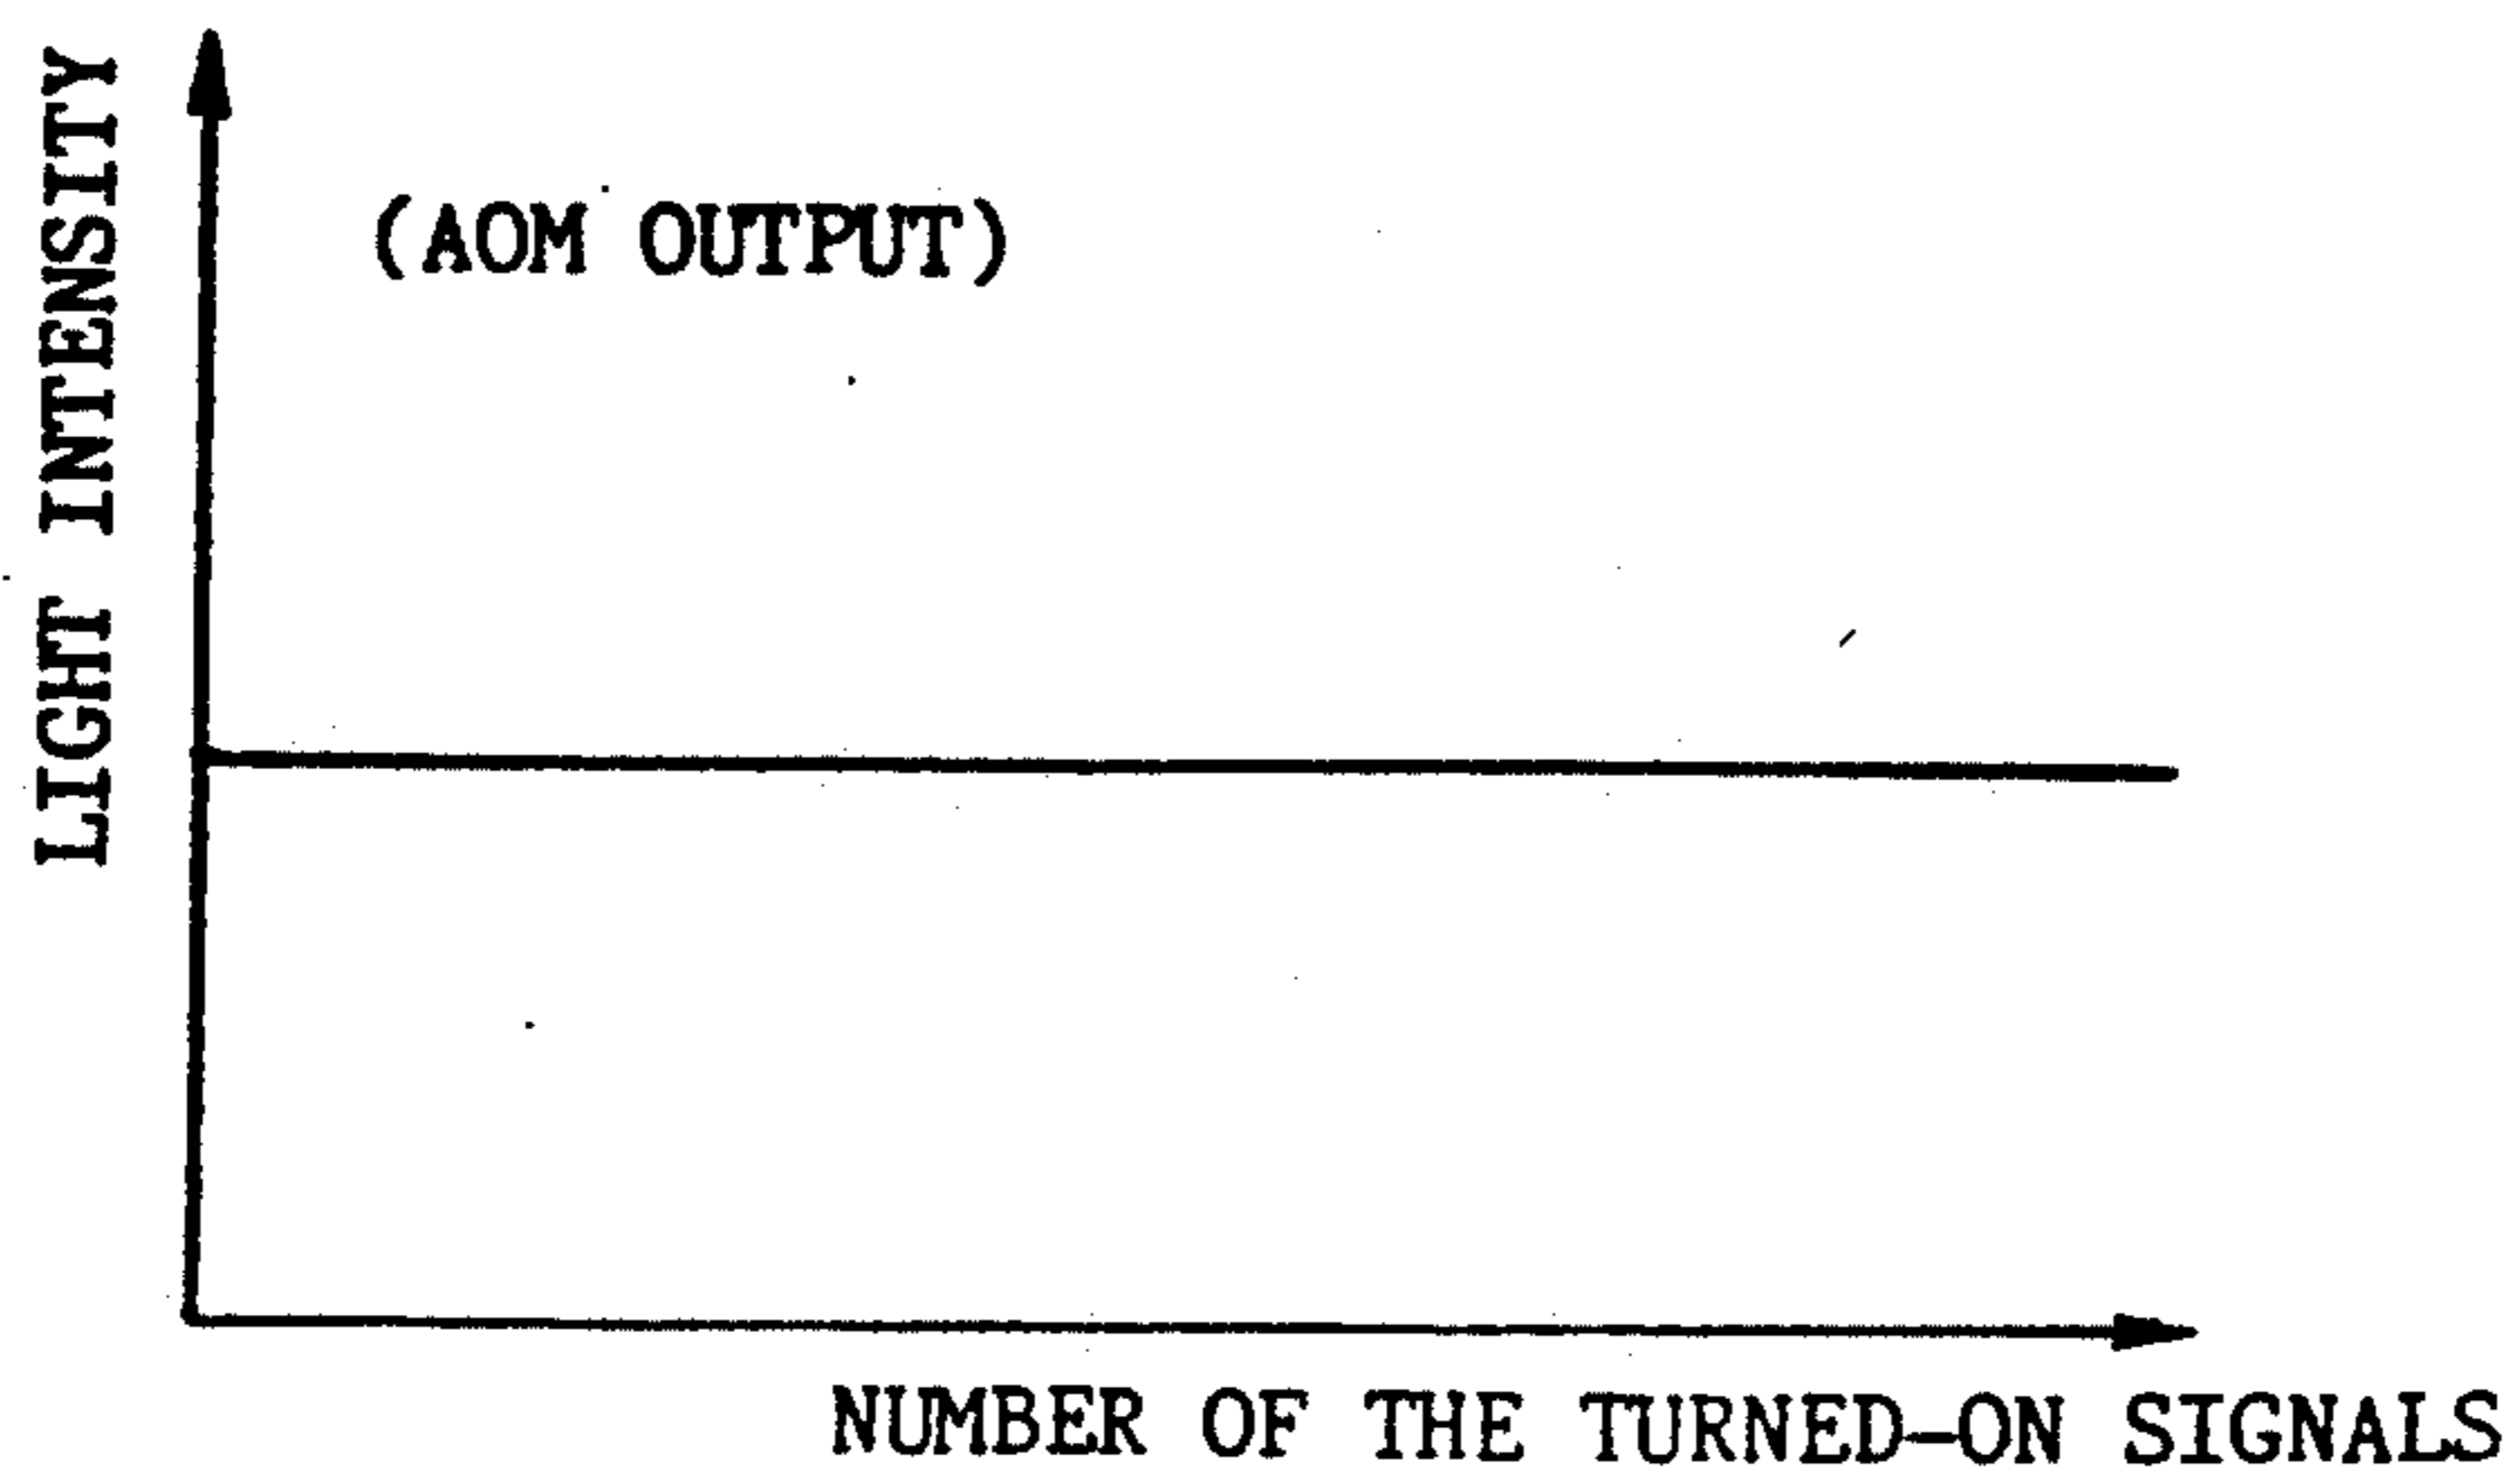 LIGHT INTENSITY
(AOM OUTPUT)
NUMBER OF THE TURNED-ON SIGNALS